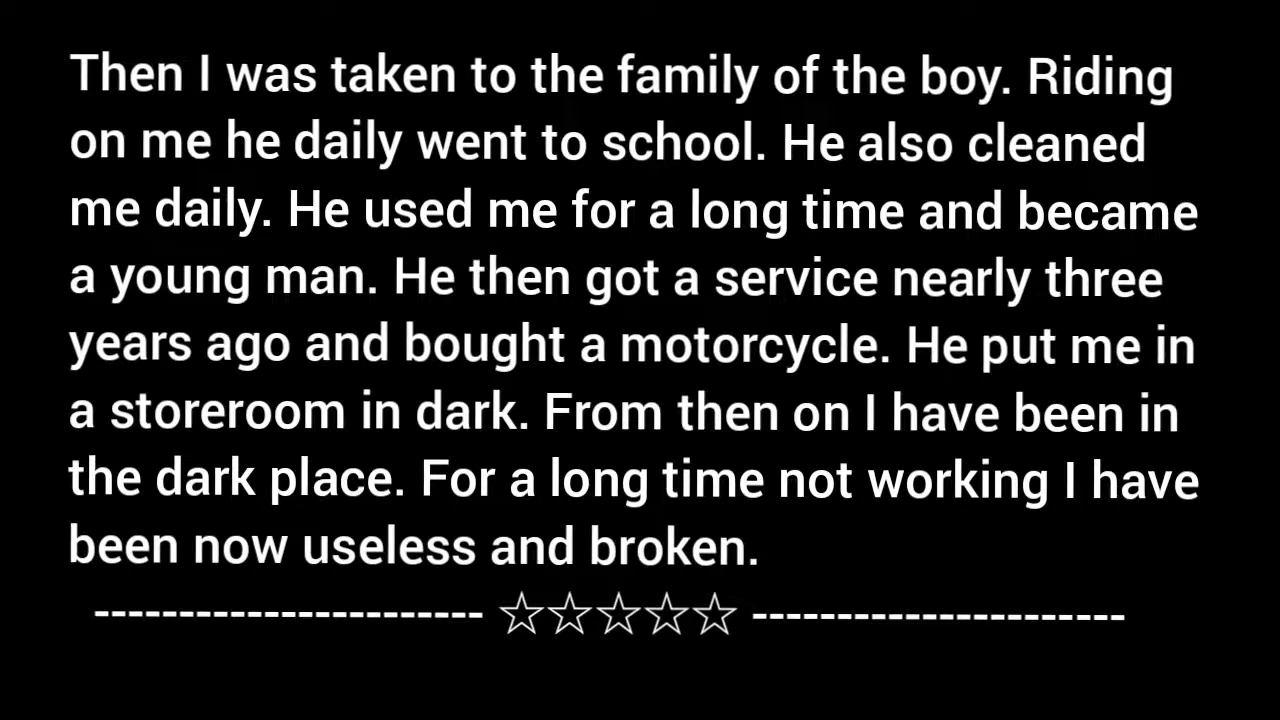 Then I was taken to the family of the boy. Riding
on me he daily went to school. He also cleaned
me daily. He used me for a long time and became
a young man. He then got a service nearly three
years ago and bought a motorcycle. He put me in
a storeroom in dark. From then on I have been in
the dark place. For a long time not working I have
been now useless and broken.
----------------------- ☆☆☆☆☆ ----------------------